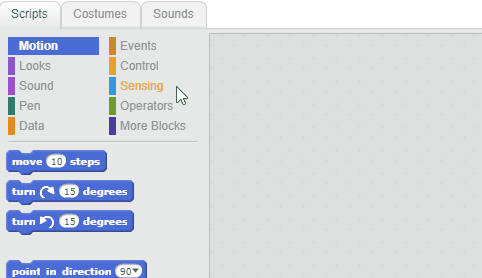 Scripts Costumes Sounds
Motion Events
Looks Control
Sound Sensing
Pen Operators
Data More Blocks
move 10 steps
turn 15 degrees
turn 15 degrees
point in direction 90▼